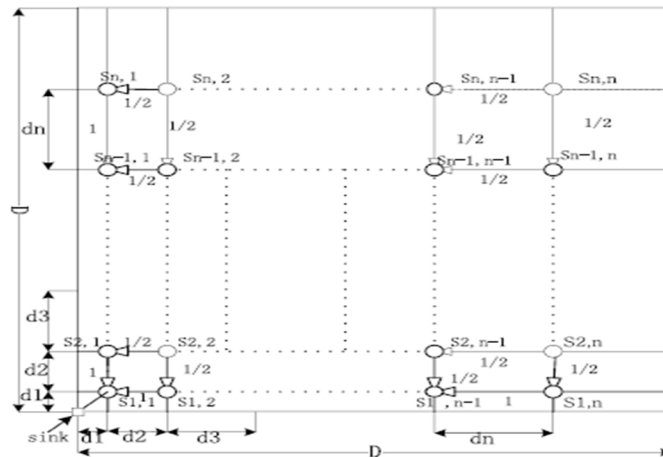 Sn,1 Sn,2 Sn,n-1 Sn,n
1/2 1/2
dn 1 1/2 1/2 1/2
Sn-1,1 Sn-1,2 Sn-1,n-1 Sn-1,n
1/2 1/2
D
d3
S2,1 1/2 S2,2 S2,n-1 S2,n
1/2
d2 1 1/2 1/2 1/2
d1 1 1
S1,1 S1,2 S1,n-1 S1,n
sink d1 d2 d3 dn
D